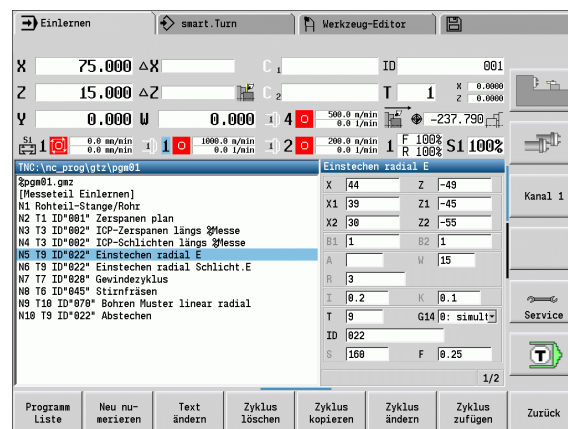 Einlernen smart.Turn Werkzeug-Editor
X 75.000 ΔX C 1 ID 001
Z 15.000 ΔZ C 2 T 1 X 0.0000 Z 0.0000
Y 0.000 W 0.000 4 500.0 m/min 0.0 1/min -237.790
S1 1 0.0 mm/min 0.0 1/min 1 1000.0 m/min 0.0 1/min 2 200.0 m/min 0.0 1/min 1 F 100% R 100% S1 100%
TNC:\nc_prog\gtz\pgm01
%pgm01.gmz
[Messeteil Einlernen]
N1 Rohteil-Stange/Rohr
N2 T1 ID"001" Zerspanen plan
N3 T3 ID"002" ICP-Zerspanen längs %Messe
N4 T3 ID"002" ICP-Schlichten längs %Messe
N5 T9 ID"022" Einstechen radial E
N6 T9 ID"022" Einstechen radial Schlicht.E
N7 T7 ID"028" Gewindezyklus
N8 T6 ID"045" Stirnfräsen
N9 T10 ID"070" Bohren Muster linear radial
N10 T9 ID"022" Abstechen
Einstechen radial E
X 44 Z -49
X1 39 Z1 -45
X2 30 Z2 -55
B1 1 B2 1
A W 15
R 3
I 0.2 K 0.1
T 9 G14 0: simult
ID 022
S 160 F 0.25
1/2
Kanal 1
Service
T
Programm Liste
Neu nu-merieren
Text ändern
Zyklus löschen
Zyklus kopieren
Zyklus ändern
Zyklus zufügen
Zurück